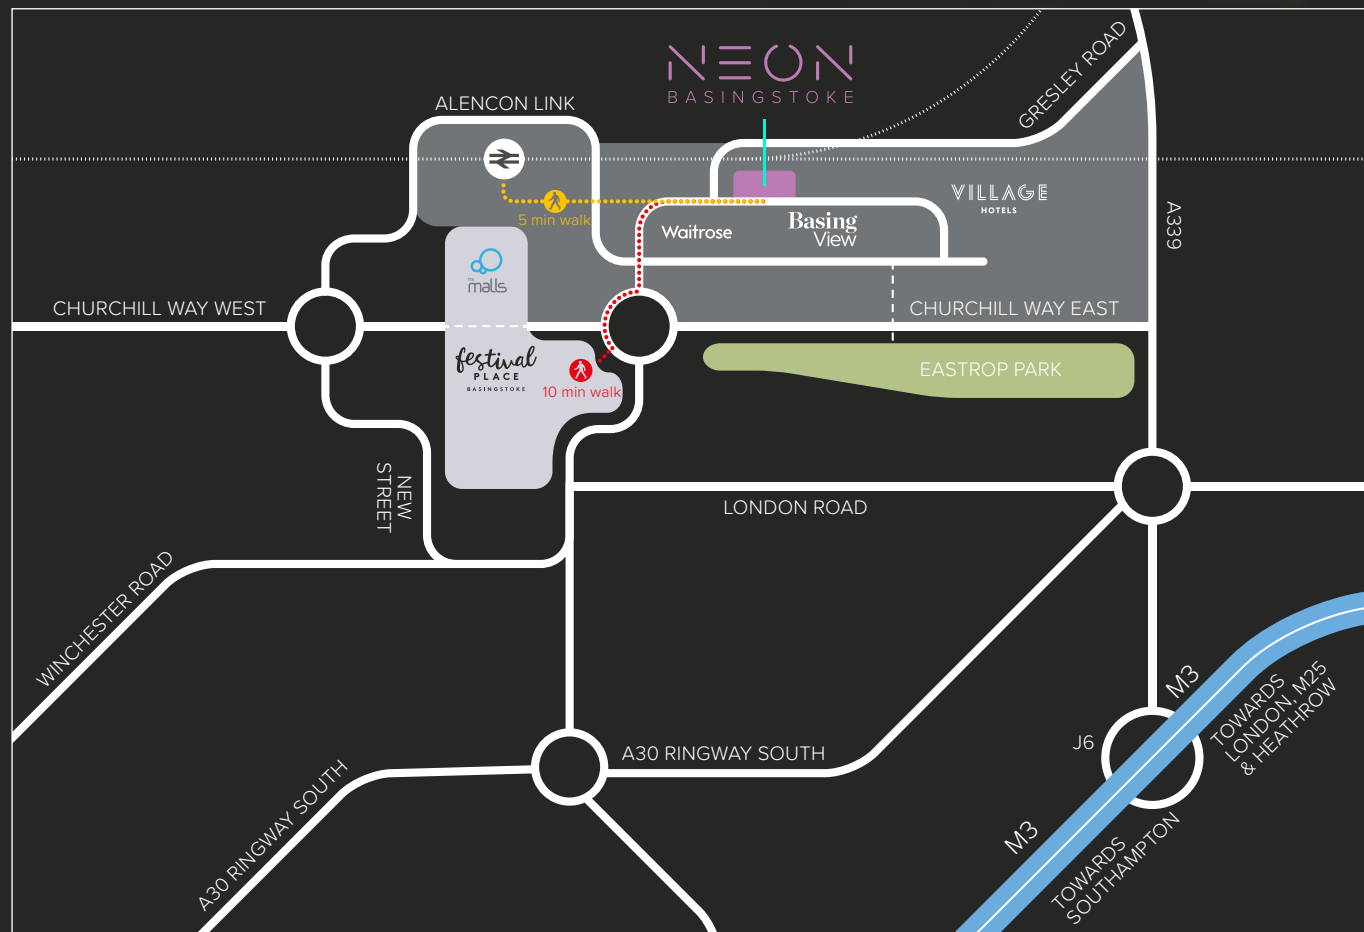 NEON
BASINGSTOKE
ALENCON LINK
GRESLEY ROAD
5 min walk
VILLAGE
HOTELS
Waitrose
Basing
View
A339
the
malls
CHURCHILL WAY WEST
CHURCHILL WAY EAST
festival
PLACE
BASINGSTOKE
10 min walk
EASTROP PARK
NEW
STREET
LONDON ROAD
WINCHESTER ROAD
M3
TOWARDS
LONDON, M25
& HEATHROW
J6
A30 RINGWAY SOUTH
A30 RINGWAY SOUTH
M3
TOWARDS
SOUTHAMPTON